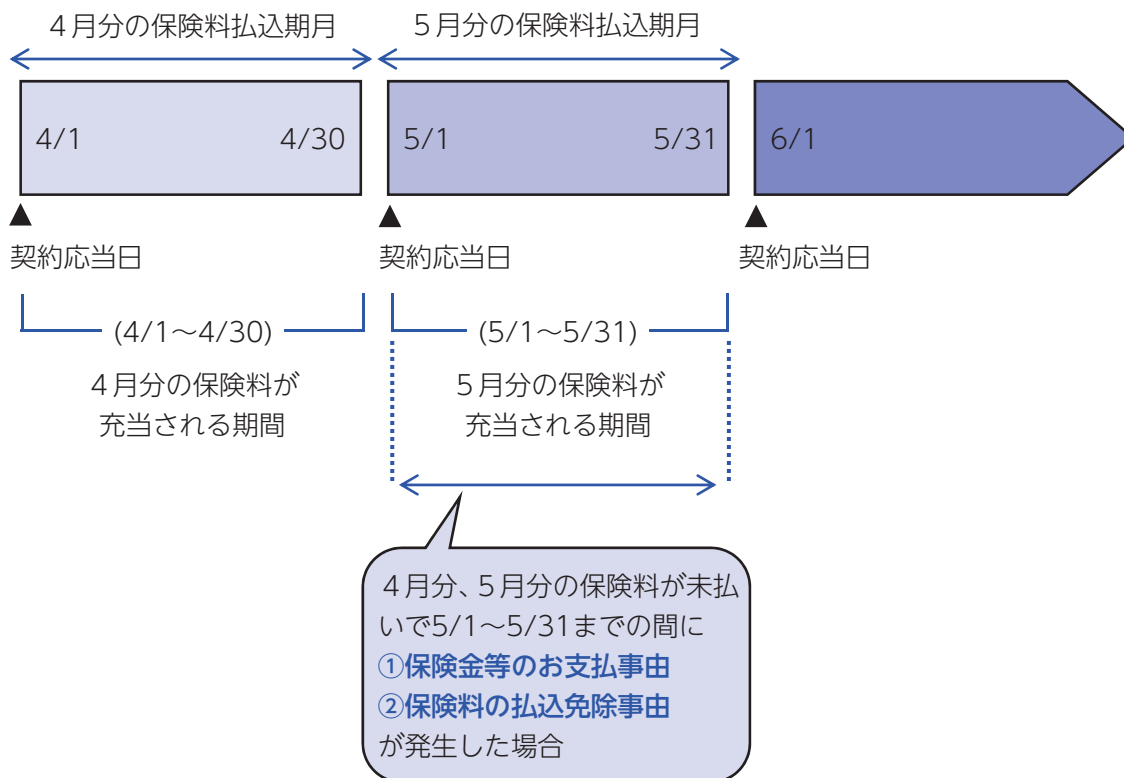 ４月分の保険料払込期月
５月分の保険料払込期月
4/1
4/30
5/1
5/31
6/1
▲
▲
▲
契約応当日
契約応当日
契約応当日
(4/1〜4/30)
４月分の保険料が
充当される期間
(5/1〜5/31)
５月分の保険料が
充当される期間
４月分、５月分の保険料が未払
いで5/1〜5/31までの間に
①保険金等のお支払事由
②保険料の払込免除事由
が発生した場合